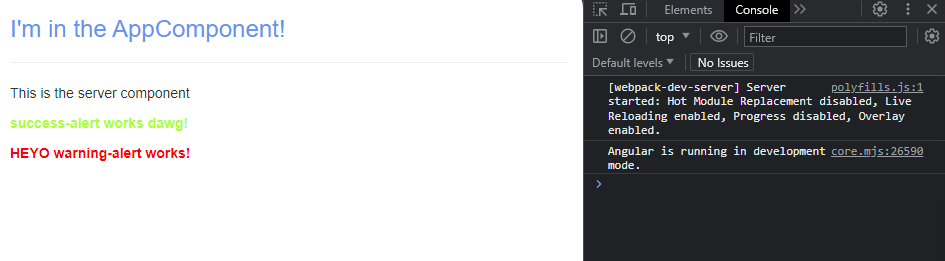 I'm in the AppComponent!
This is the server component
success-alert works dawg!
HEYO warning-alert works!
Elements Console
top Filter
Default levels No Issues
[webpack-dev-server] Server polyfills.js:1
started: Hot Module Replacement disabled, Live
Reloading enabled, Progress disabled, Overlay
enabled.
Angular is running in development core.mjs:26590
mode.